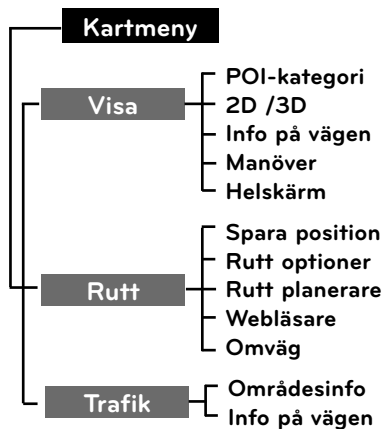 Kartmeny
Visa
POI-kategori
2D /3D
Info på vägen
Manöver
Helskärm
Rutt
Spara position
Rutt optioner
Rutt planerare
Webläsare
Omväg
Trafik
Områdesinfo
Info på vägen